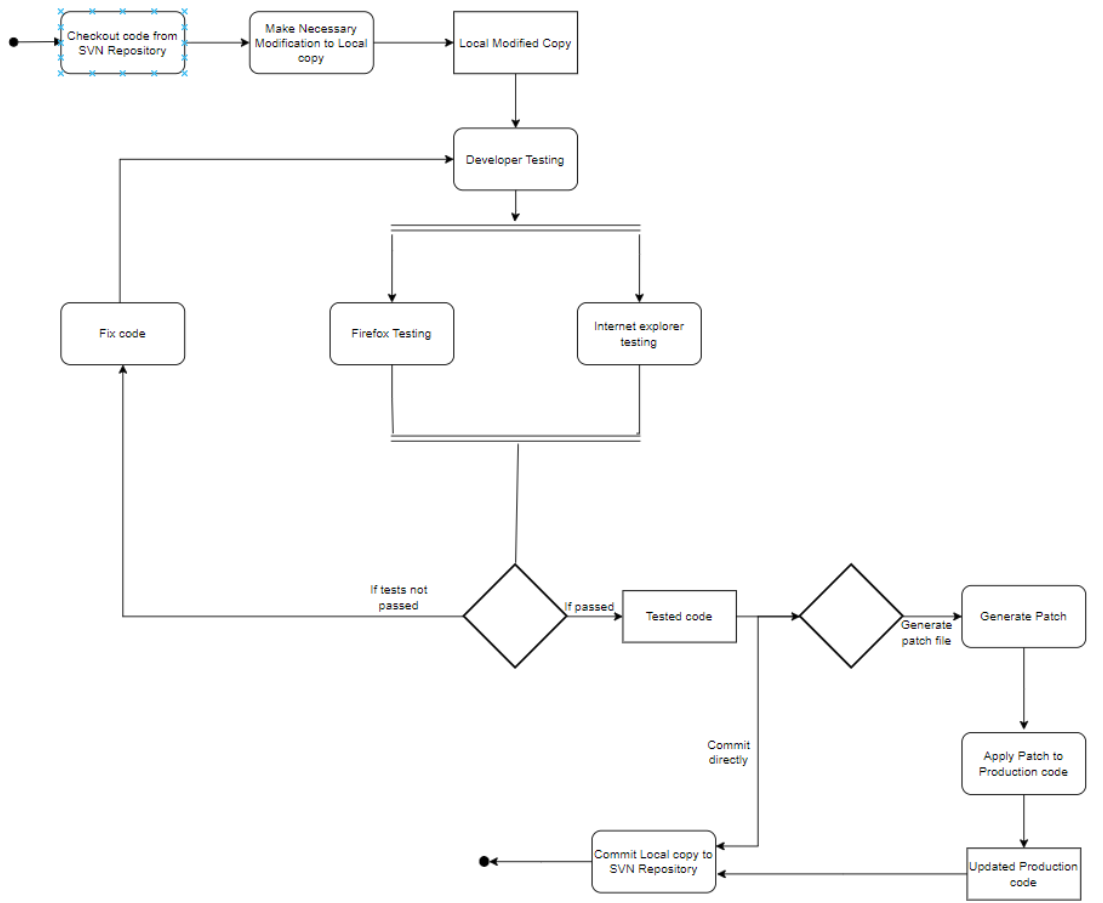 Checkout code from
SVN Repository
Make Necessary
Modification to Local
copy
Local Modified Copy
Developer Testing
Fix code
Firefox Testing
Internet explorer
testing
If tests not
passed
If passed
Tested code
Generate
patch file
Generate Patch
Commit
directly
Apply Patch to
Production code
Commit Local copy to
SVN Repository
Updated Production
code